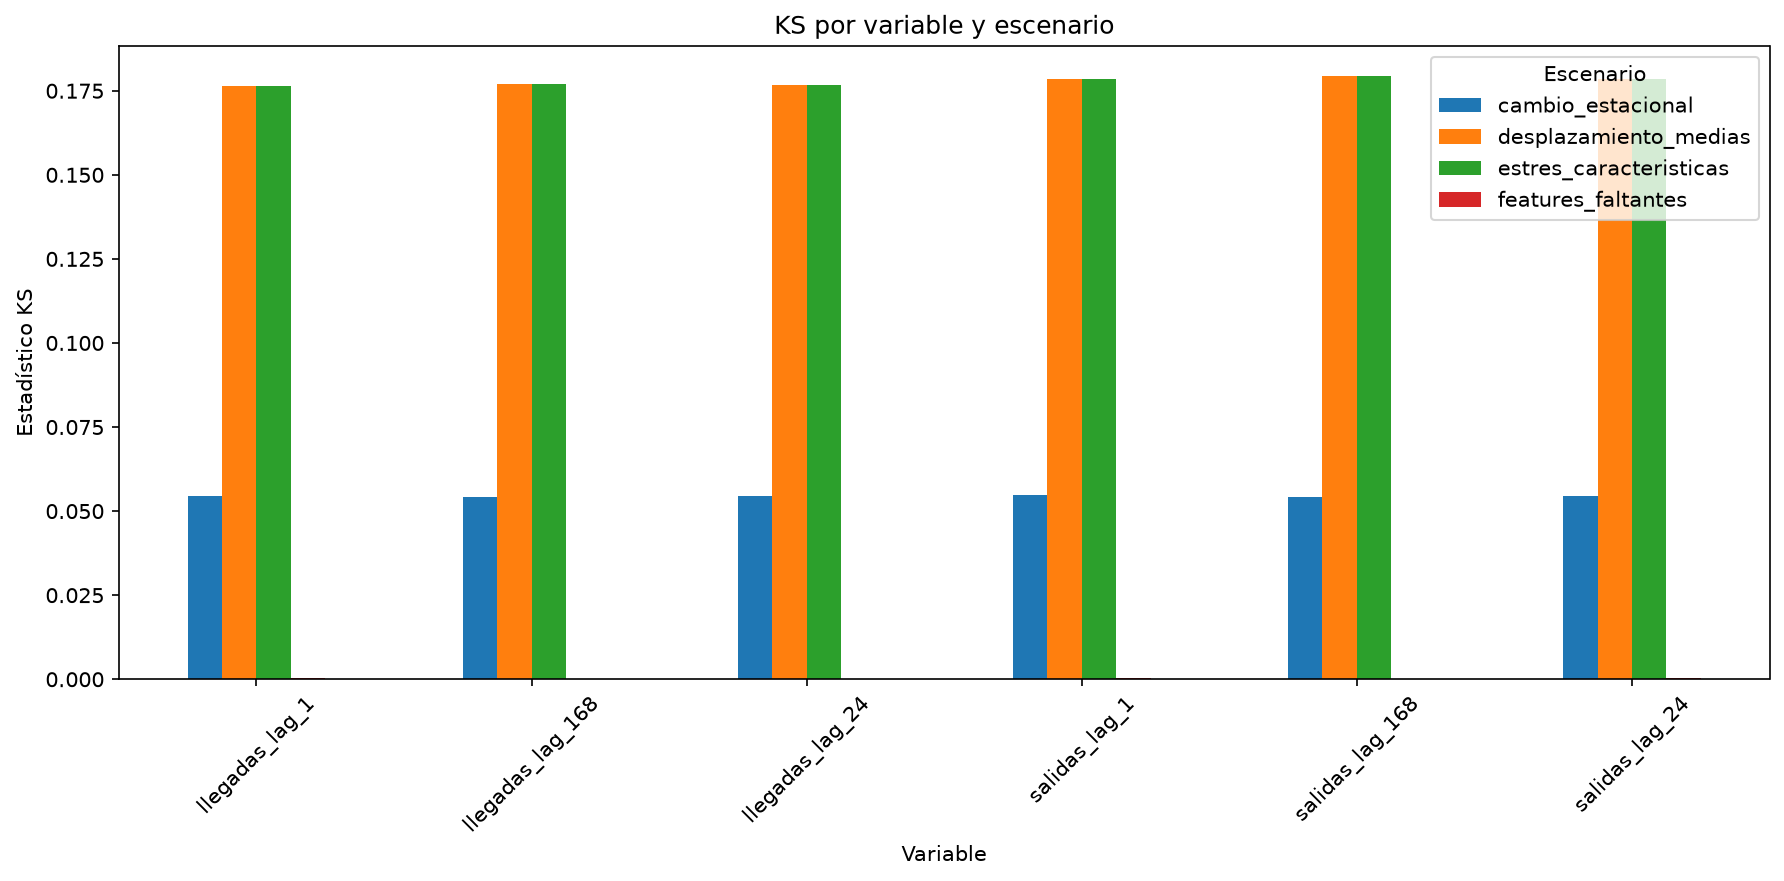 KS por variable y escenario
Estadístico KS
0.175
0.150
0.125
0.100
0.075
0.050
0.025
0.000
Escenario
cambio_estacional
desplazamiento_medias
estres_caracteristicas
features_faltantes
llegadas_lag_1
llegadas_lag_168
llegadas_lag_24
salidas_lag_1
salidas_lag_168
salidas_lag_24
Variable